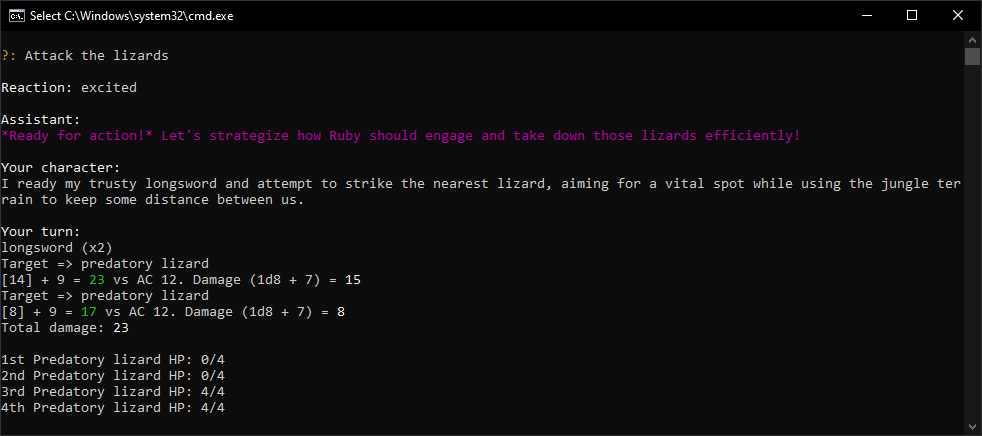 Select C:\Windows\system32\cmd.exe
?: Attack the lizards
Reaction: excited
Assistant:
*Ready for action!* Let's strategize how Ruby should engage and take down those lizards efficiently!
Your character:
I ready my trusty longsword and attempt to strike the nearest lizard, aiming for a vital spot while using the jungle ter
rain to keep some distance between us.
Your turn:
longsword (x2)
Target => predatory lizard
[14] + 9 = 23 vs AC 12. Damage (1d8 + 7) = 15
Target => predatory lizard
[8] + 9 = 17 vs AC 12. Damage (1d8 + 7) = 8
Total damage: 23
1st Predatory lizard HP: 0/4
2nd Predatory lizard HP: 0/4
3rd Predatory lizard HP: 4/4
4th Predatory lizard HP: 4/4